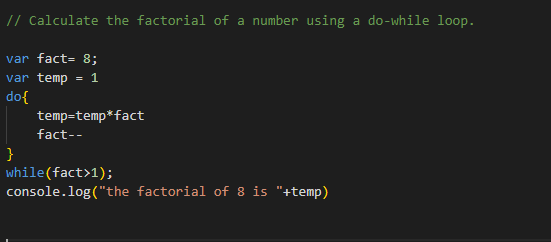 // Calculate the factorial of a number using a do-while loop.
var fact= 8;
var temp = 1
do{
    temp=temp*fact
    fact--
}
while(fact>1);
console.log("the factorial of 8 is "+temp)